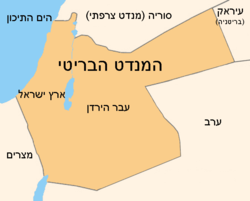 הים התיכון
סוריה (מנדט צרפתי)
עיראק
(בריטניה)
המנדט הבריטי
ארץ ישראל
עבר הירדן
ערב
מצרים